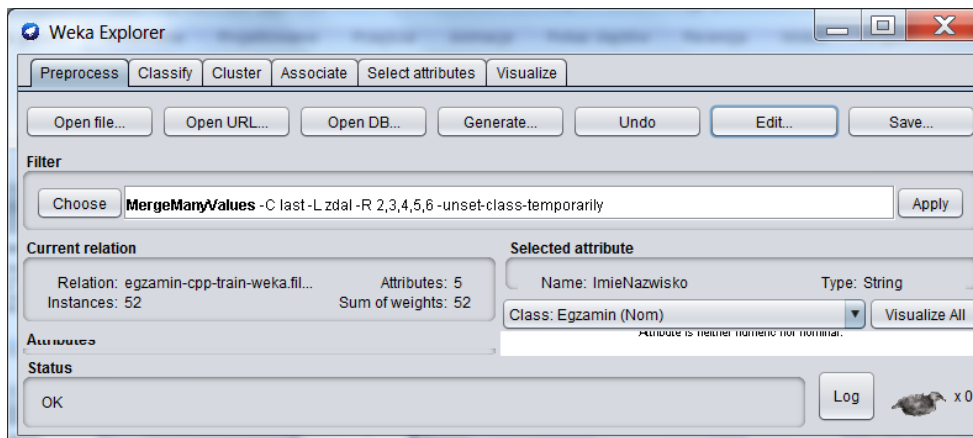 Weka Explorer
Preprocess Classify Cluster Associate Select attributes Visualize
Open file... Open URL... Open DB... Generate... Undo Edit... Save...
Filter
Choose MergeManyValues -C last -L zdal -R 2,3,4,5,6 -unset-class-temporarily Apply
Current relation
Relation: egzamin-cpp-train-weka.fil... Attributes: 5
Instances: 52 Sum of weights: 52
Selected attribute
Name: ImieNazwisko Type: String
Class: Egzamin (Nom) Visualize All
Attributes
Attribute is neither numeric nor nominal.
Status
OK
Log x 0